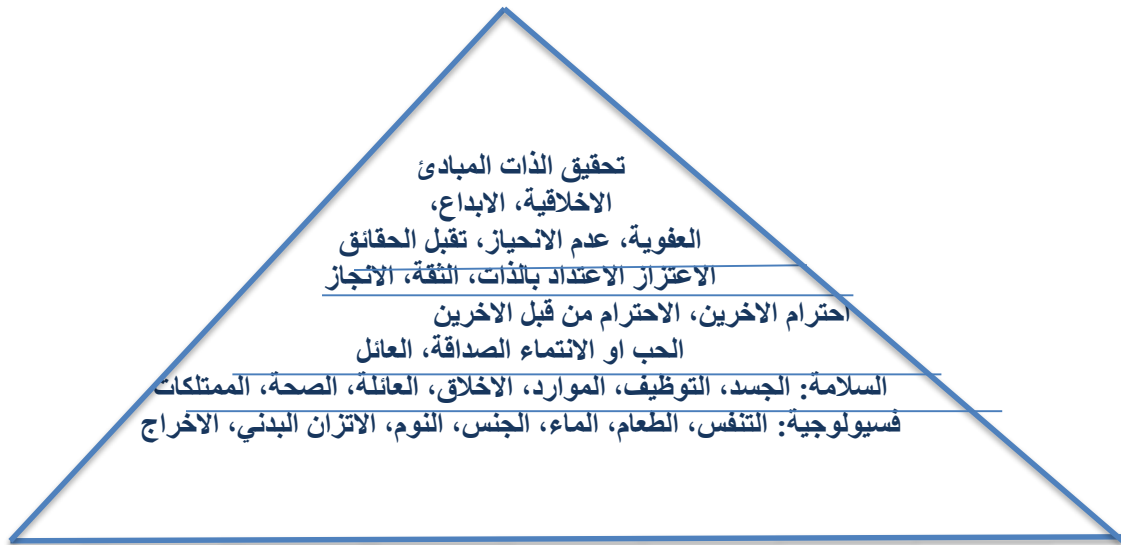 تحقيق الذات المبادئ
الاخلاقية، الابداع،
العفوية، عدم الانحياز، تقبل الحقائق
الاعتزاز الاعتداد بالذات، الثقة، الانجاز
احترام الاخرين، الاحترام من قبل الاخرين
الحب او الانتماء الصداقة، العائل
السلامة: الجسد، التوظيف، الموارد، الاخلاق، العائلة، الصحة، الممتلكات
فسيولوجية: التنفس، الطعام، الماء، الجنس، النوم، الاتزان البدني، الاخراج